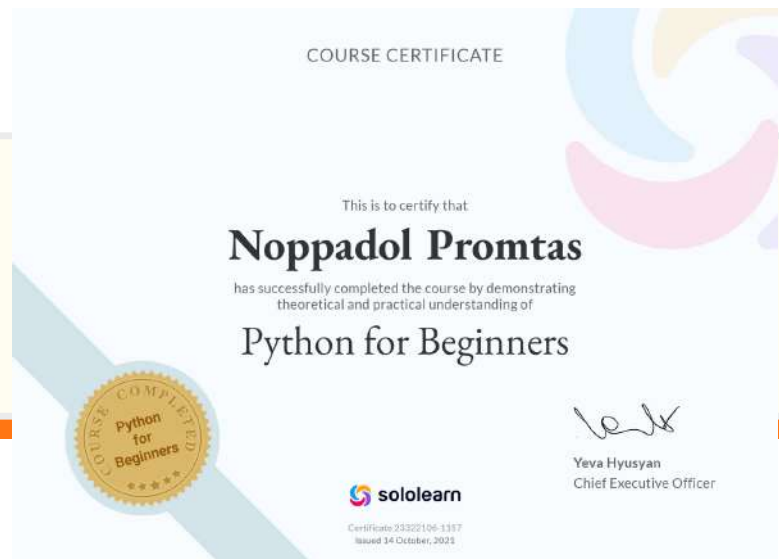 COURSE CERTIFICATE
This is to certify that
Noppadol Promtas
has successfully completed the course by demonstrating
theoretical and practical understanding of
Python for Beginners
COURSE COMPLETED
Python
for
Beginners
Yeva Hyusyan
Chief Executive Officer
sololearn
Certificate 23322106-1157
Issued 14 October, 2021